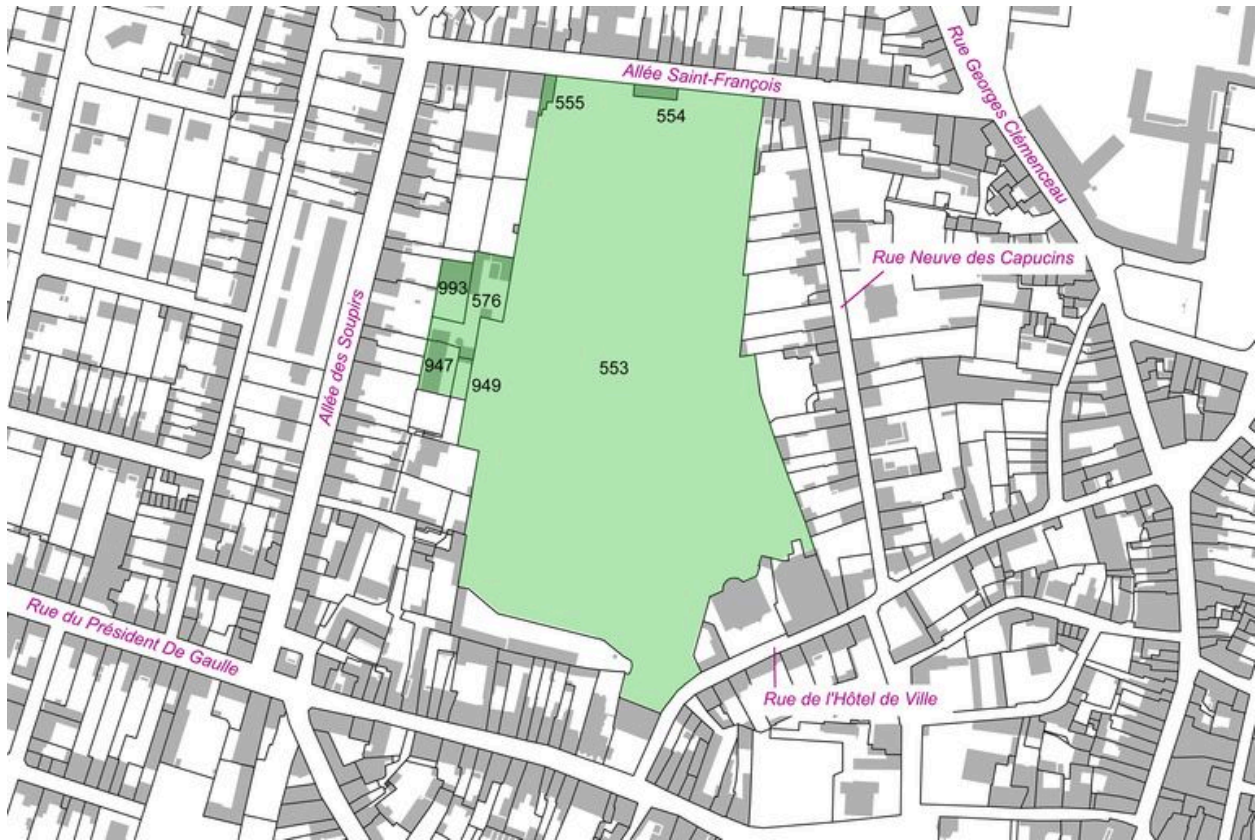 Rue Georges Clémenceau
Allée Saint-François
555
554
Rue Neuve des Capucins
993
576
Allée des Soupirs
947
949
553
Rue du Président De Gaulle
Rue de l'Hôtel de Ville